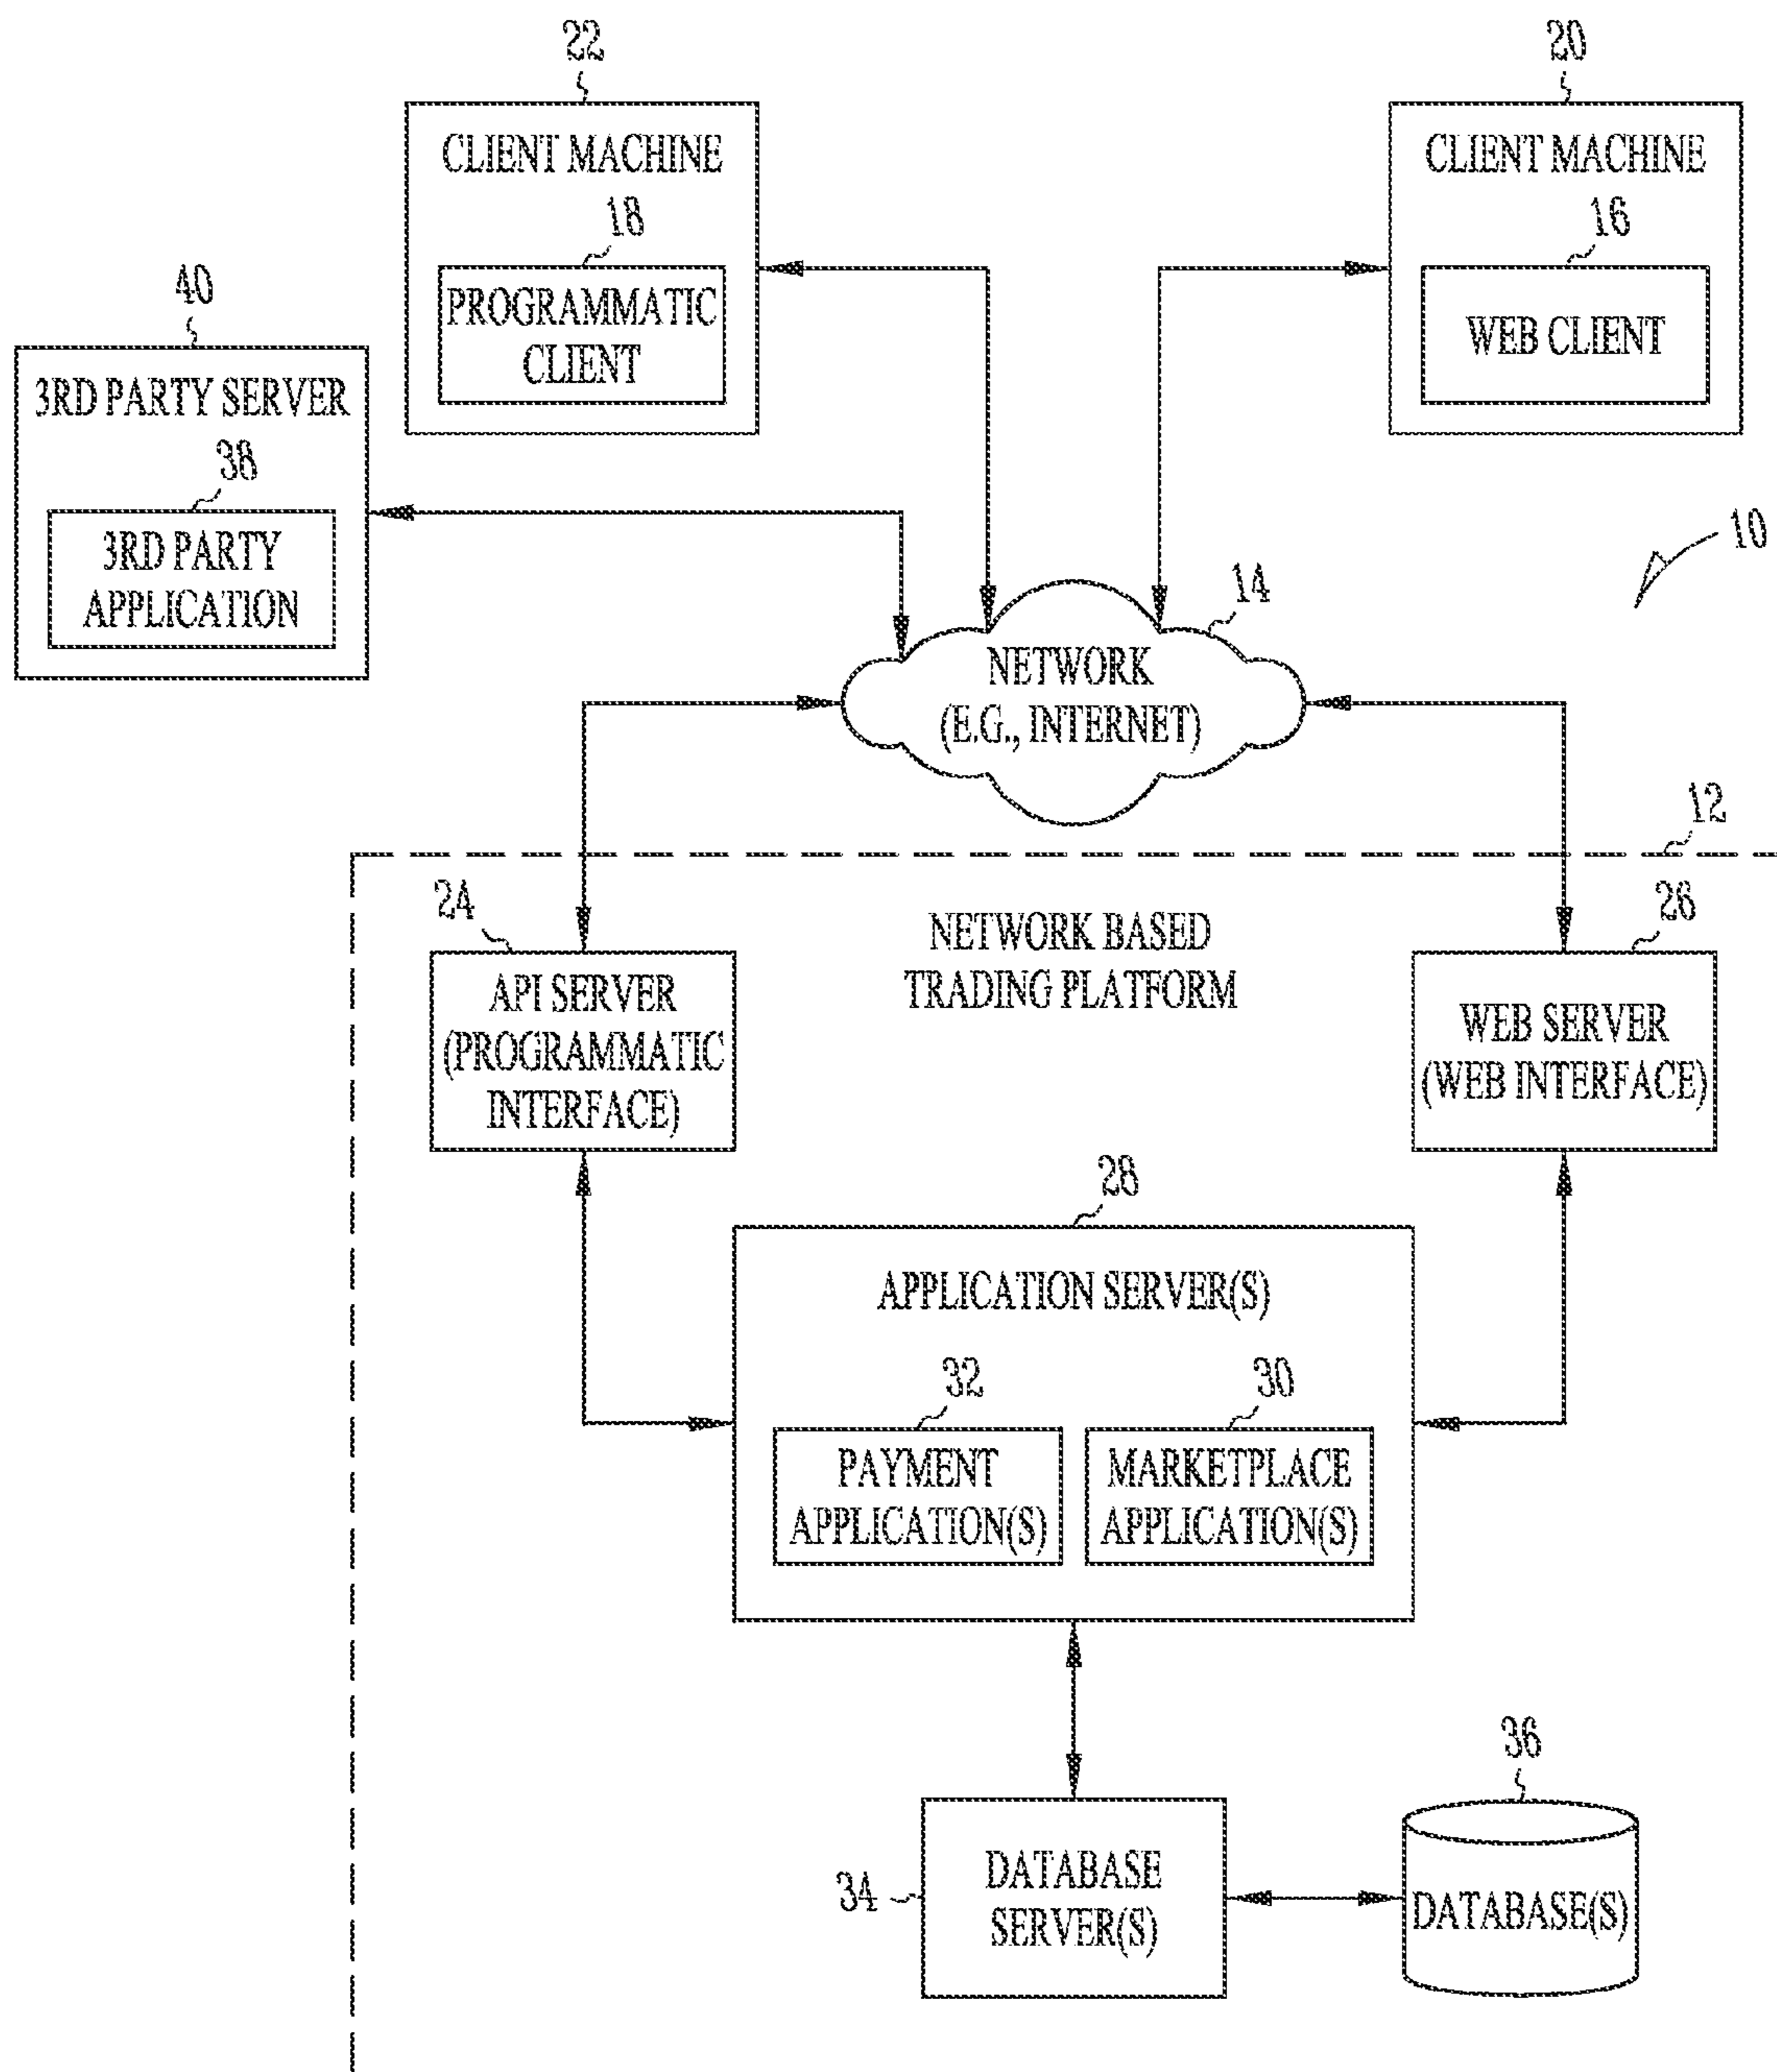 22
20
CLIENT MACHINE
CLIENT MACHINE
18
16
PROGRAMMATIC
CLIENT
WEB CLIENT
40
3RD PARTY SERVER
38
3RD PARTY
APPLICATION
10
14
NETWORK
(E.G., INTERNET)
12
24
NETWORK BASED
TRADING PLATFORM
26
API SERVER
(PROGRAMMATIC
INTERFACE)
WEB SERVER
(WEB INTERFACE)
28
APPLICATION SERVER(S)
32
30
PAYMENT
APPLICATION(S)
MARKETPLACE
APPLICATION(S)
36
34
DATABASE
SERVER(S)
DATABASE(S)